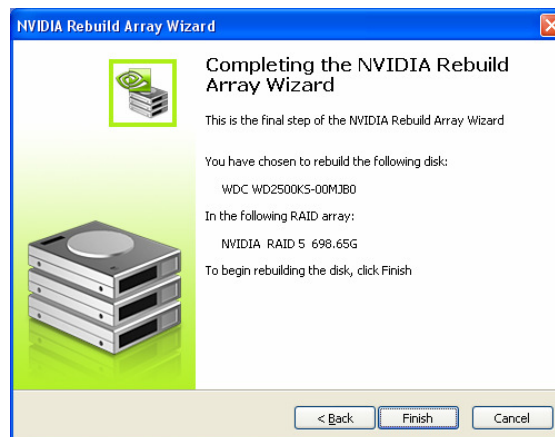 NVIDIA Rebuild Array Wizard
Completing the NVIDIA Rebuild
Array Wizard
This is the final step of the NVIDIA Rebuild Array Wizard
You have chosen to rebuild the following disk:
WDC WD2500KS-00MJB0
In the following RAID array:
NVIDIA RAID 5 698.65G
To begin rebuilding the disk, click Finish
< Back
Finish
Cancel